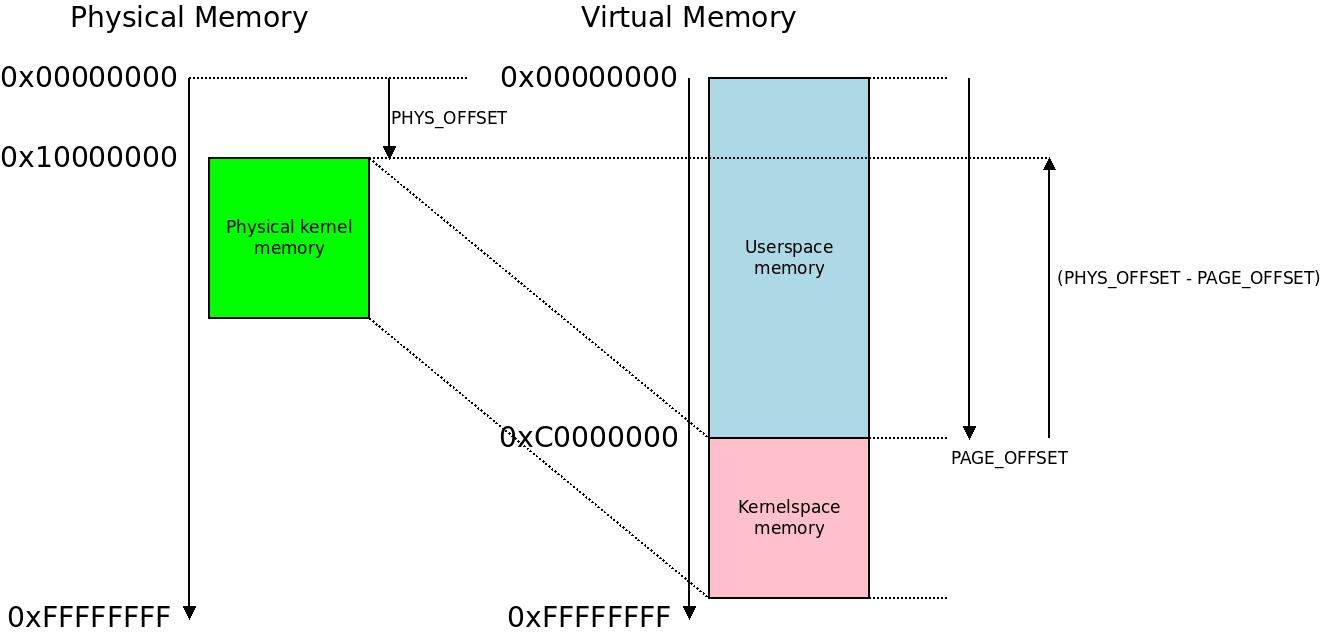 Physical Memory
Virtual Memory
0x00000000
0x00000000
PHYS_OFFSET
0x10000000
Physical kernel
memory
Userspace
memory
(PHYS_OFFSET - PAGE_OFFSET)
0xC0000000
PAGE_OFFSET
Kernelspace
memory
0xFFFFFFFF
0xFFFFFFFF